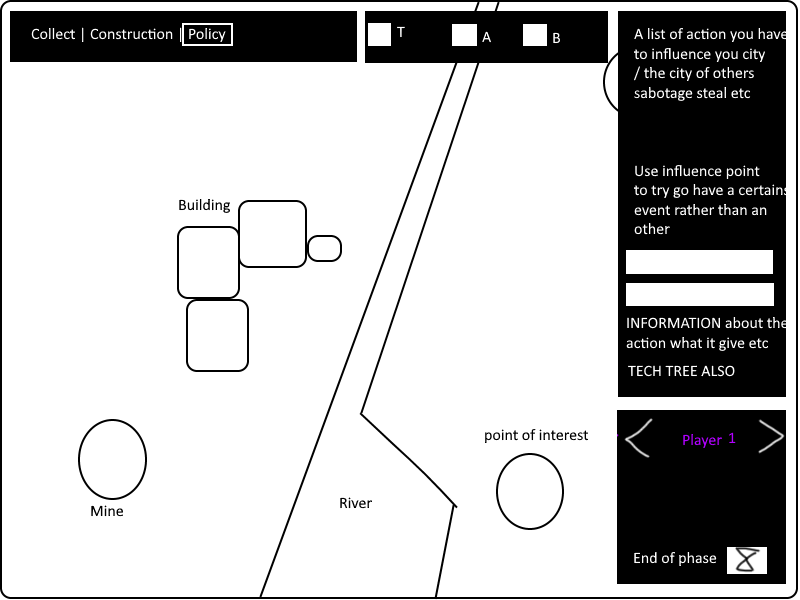 Collect | Construction | Policy
T
A
B
A list of action you have
to influence you city
/ the city of others
sabotage steal etc
Use influence point
to try go have a certains
event rather than an
other
INFORMATION about the
action what it give etc
TECH TREE ALSO
Building
point of interest
Mine
River
Player 1
End of phase